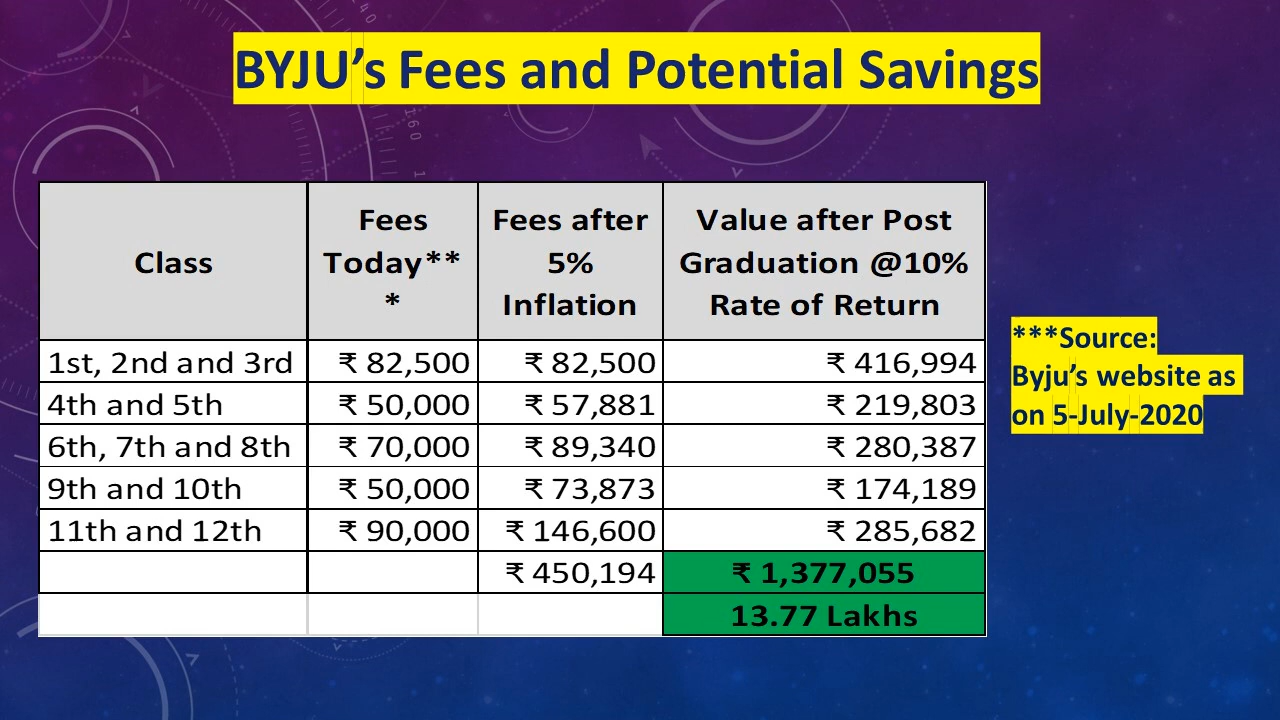 BYJU’s Fees and Potential Savings
Class
Fees
Today**
*
Fees after
5%
Inflation
Value after Post
Graduation @10%
Rate of Return
1st, 2nd and 3rd ₹ 82,500 ₹ 82,500 ₹ 416,994
4th and 5th ₹ 50,000 ₹ 57,881 ₹ 219,803
6th, 7th and 8th ₹ 70,000 ₹ 89,340 ₹ 280,387
9th and 10th ₹ 50,000 ₹ 73,873 ₹ 174,189
11th and 12th ₹ 90,000 ₹ 146,600 ₹ 285,682
₹ 450,194 ₹ 1,377,055
13.77 Lakhs
***Source:
Byju’s website as
on 5-July-2020